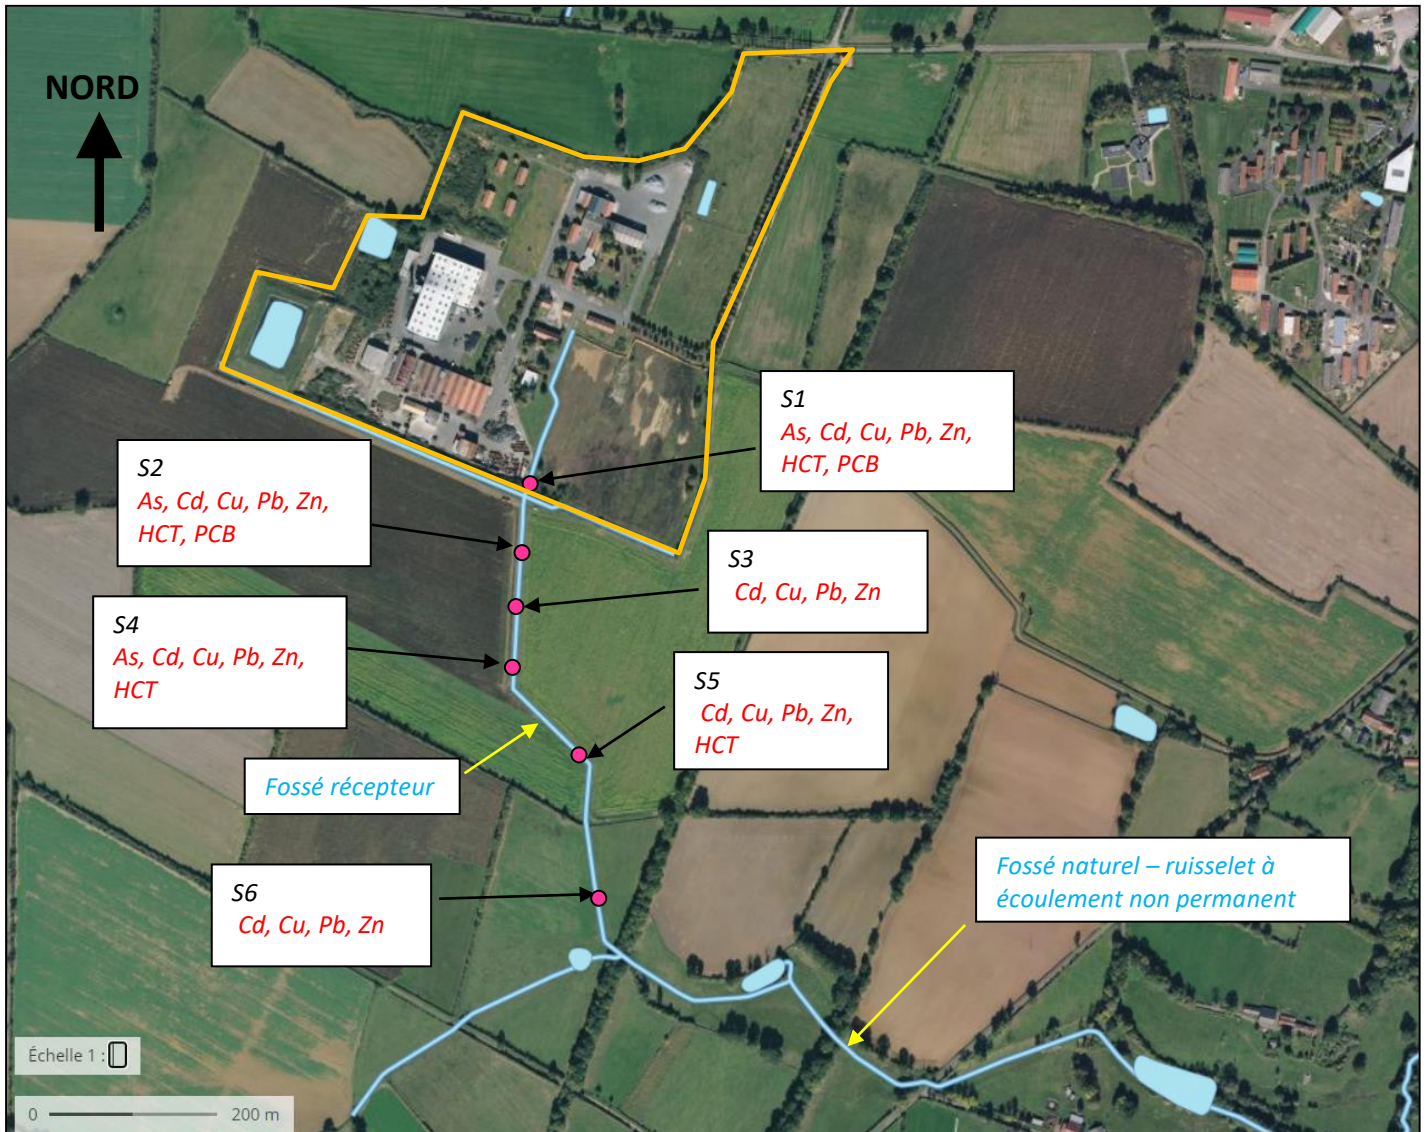 NORD
S1
As, Cd, Cu, Pb, Zn,
HCT, PCB
S2
As, Cd, Cu, Pb, Zn,
HCT, PCB
S3
Cd, Cu, Pb, Zn
S4
As, Cd, Cu, Pb, Zn,
HCT
S5
Cd, Cu, Pb, Zn,
HCT
Fossé récepteur
Fossé naturel – ruisselet à
écoulement non permanent
S6
Cd, Cu, Pb, Zn
Échelle 1 :
0 200 m